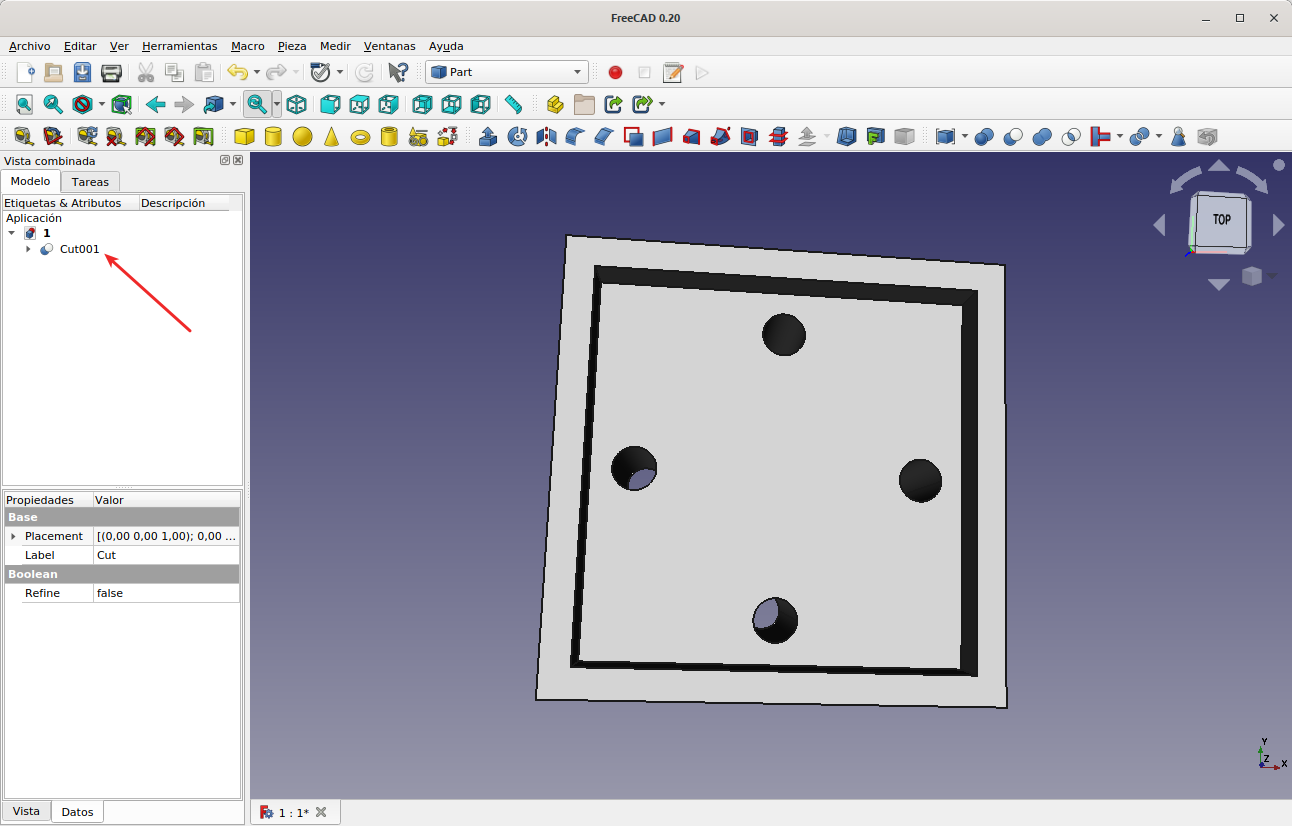 FreeCAD 0.20
Archivo Editar Ver Herramientas Macro Pieza Medir Ventanas Ayuda
Part
Vista combinada
Modelo Tareas
Etiquetas & Atributos Descripción
Aplicación
1
Cut001
TOP
Propiedades Valor
Base
Placement [(0,00 0,00 1,00); 0,00 ...
Label Cut
Boolean
Refine false
Y
Z
X
Vista Datos
1 : 1*